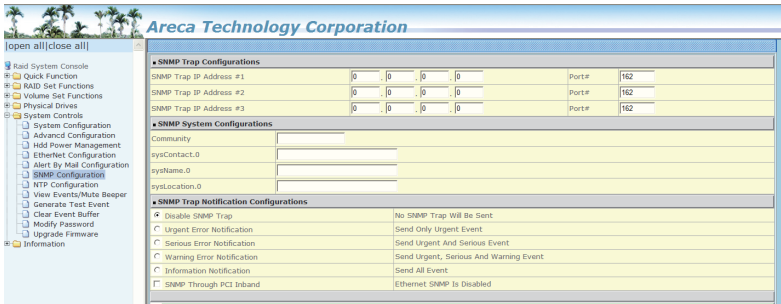 Areca Technology Corporation
|open all|close all|
Raid System Console
Quick Function
RAID Set Functions
Volume Set Functions
Physical Drives
System Controls
System Configuration
Advancd Configuration
Hdd Power Management
EtherNet Configuration
Alert By Mail Configuration
SNMP Configuration
NTP Configuration
View Events/Mute Beeper
Generate Test Event
Clear Event Buffer
Modify Password
Upgrade Firmware
Information
SNMP Trap Configurations
SNMP Trap IP Address #1 0 . 0 . 0 . 0 Port# 162
SNMP Trap IP Address #2 0 . 0 . 0 . 0 Port# 162
SNMP Trap IP Address #3 0 . 0 . 0 . 0 Port# 162
SNMP System Configurations
Community
sysContact.0
sysName.0
sysLocation.0
SNMP Trap Notification Configurations
Disable SNMP Trap No SNMP Trap Will Be Sent
Urgent Error Notification Send Only Urgent Event
Serious Error Notification Send Urgent And Serious Event
Warning Error Notification Send Urgent, Serious And Warning Event
Information Notification Send All Event
SNMP Through PCI Inband Ethernet SNMP Is Disabled